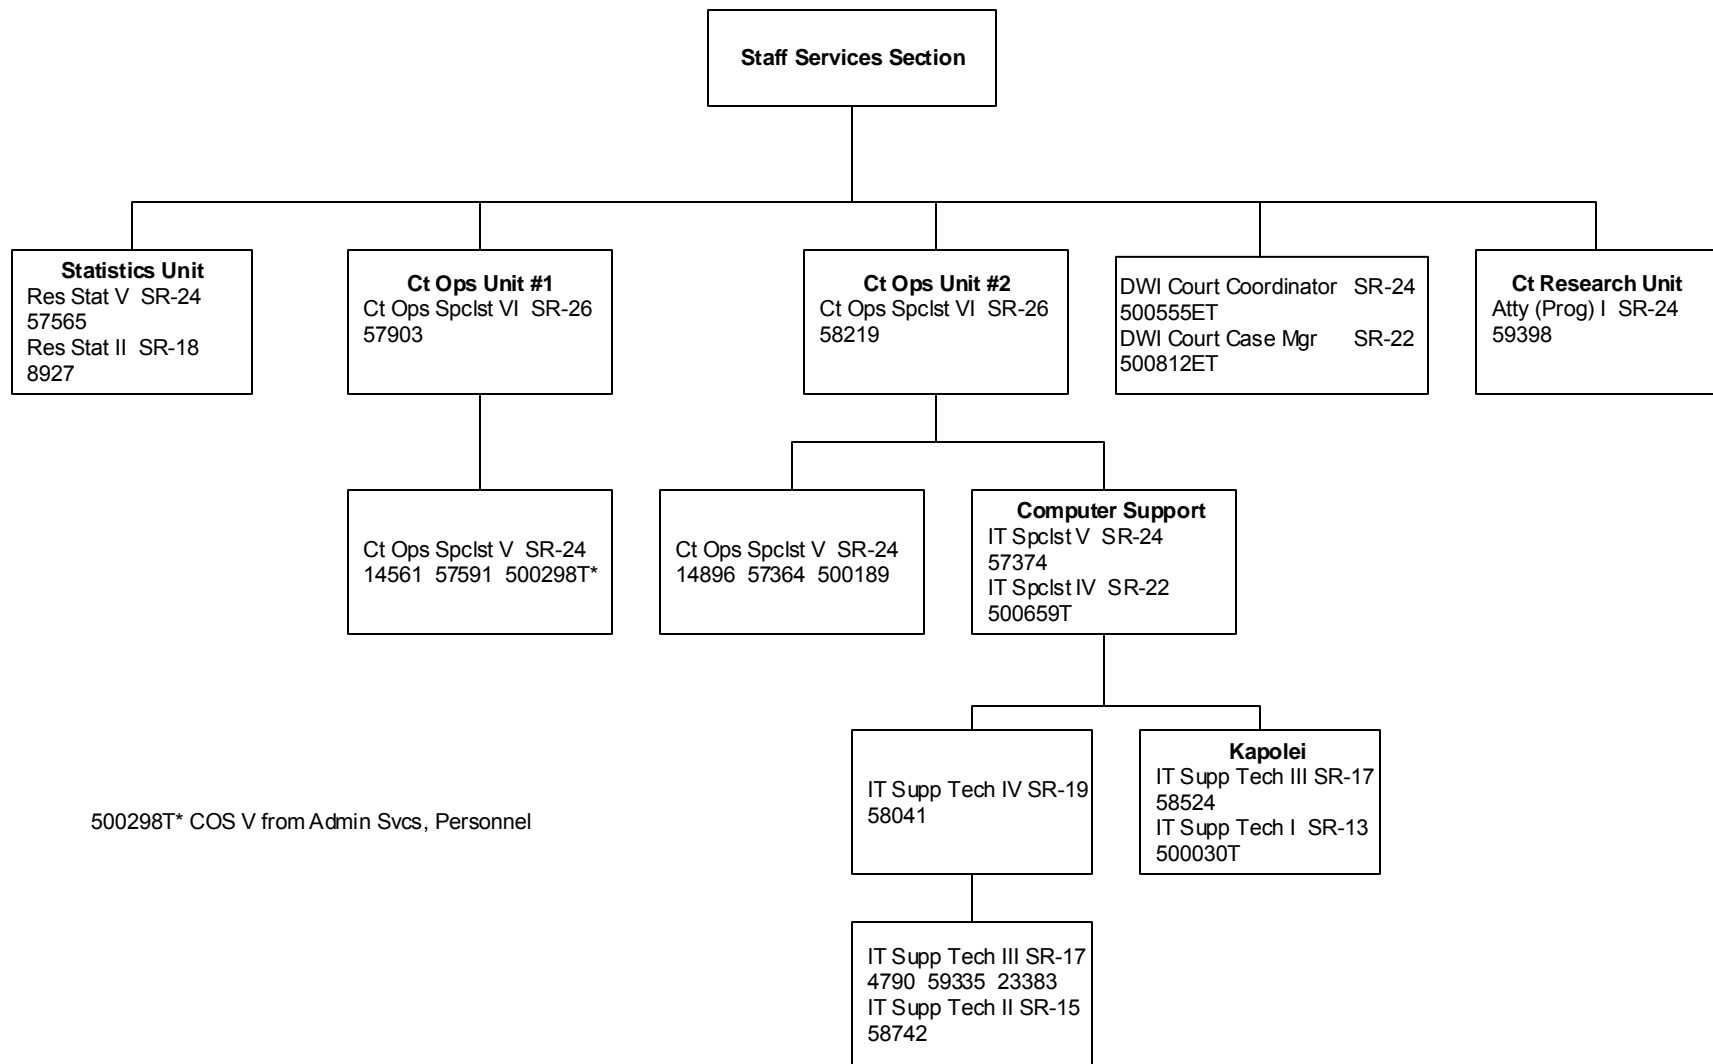 Staff Services Section
Statistics Unit
Res Stat V SR-24
57565
Res Stat II SR-18
8927
Ct Ops Unit #1
Ct Ops Spclst VI SR-26
57903
Ct Ops Unit #2
Ct Ops Spclst VI SR-26
58219
DWI Court Coordinator SR-24
500555ET
DWI Court Case Mgr SR-22
500812ET
Ct Research Unit
Atty (Prog) I SR-24
59398
Ct Ops Spclst V SR-24
14561 57591 500298T*
Ct Ops Spclst V SR-24
14896 57364 500189
Computer Support
IT Spclst V SR-24
57374
IT Spclst IV SR-22
500659T
IT Supp Tech IV SR-19
58041
Kapolei
IT Supp Tech III SR-17
58524
IT Supp Tech I SR-13
500030T
500298T* COS V from Admin Svcs, Personnel
IT Supp Tech III SR-17
4790 59335 23383
IT Supp Tech II SR-15
58742